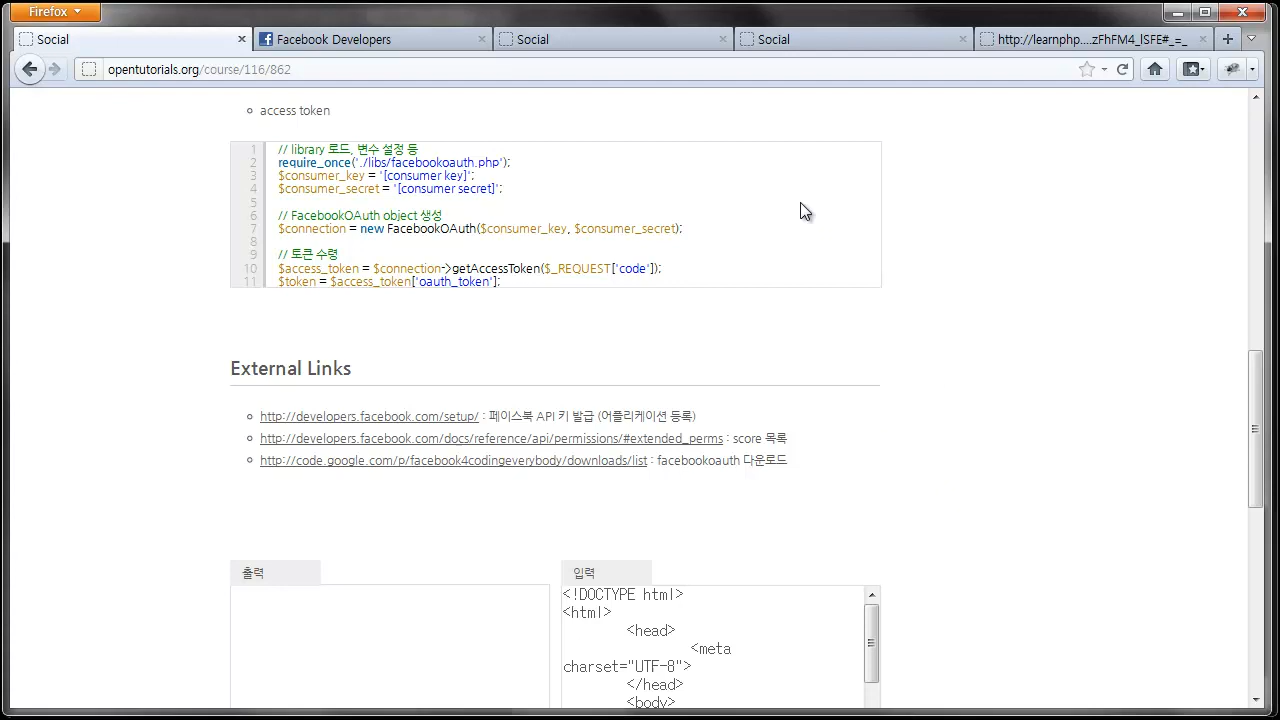 Firefox
Social
Facebook Developers
Social
Social
http://learnphp....zFhFM4_lSFE#_=_
opentutorials.org/course/116/862
access token
1 // library 로드, 변수 설정 등
2 require_once('./libs/facebookoauth.php');
3 $consumer_key = '[consumer key]';
4 $consumer_secret = '[consumer secret]';
5
6 // FacebookOAuth object 생성
7 $connection = new FacebookOAuth($consumer_key, $consumer_secret);
8
9 // 토큰 수령
10 $access_token = $connection->getAccessToken($_REQUEST['code']);
11 $token = $access_token['oauth_token'];
External Links
http://developers.facebook.com/setup/ : 페이스북 API 키 발급 (어플리케이션 등록)
http://developers.facebook.com/docs/reference/api/permissions/#extended_perms : score 목록
http://code.google.com/p/facebook4codingeverybody/downloads/list : facebookoauth 다운로드
출력
입력
<!DOCTYPE html>
<html>
<head>
<meta
charset="UTF-8">
</head>
<body>